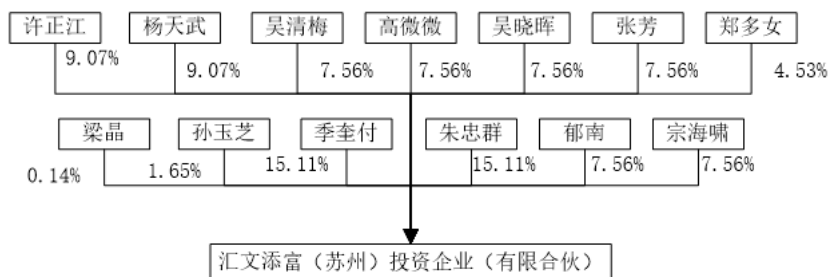 许正江 杨天武 吴清梅 高微微 吴晓晖 张芳 郑多女
9.07% 9.07% 7.56% 7.56% 7.56% 7.56% 4.53%
梁晶 孙玉芝 季奎付 朱忠群 郁南 宗海啸
0.14% 1.65% 15.11% 15.11% 7.56% 7.56%
汇文添富（苏州）投资企业（有限合伙）